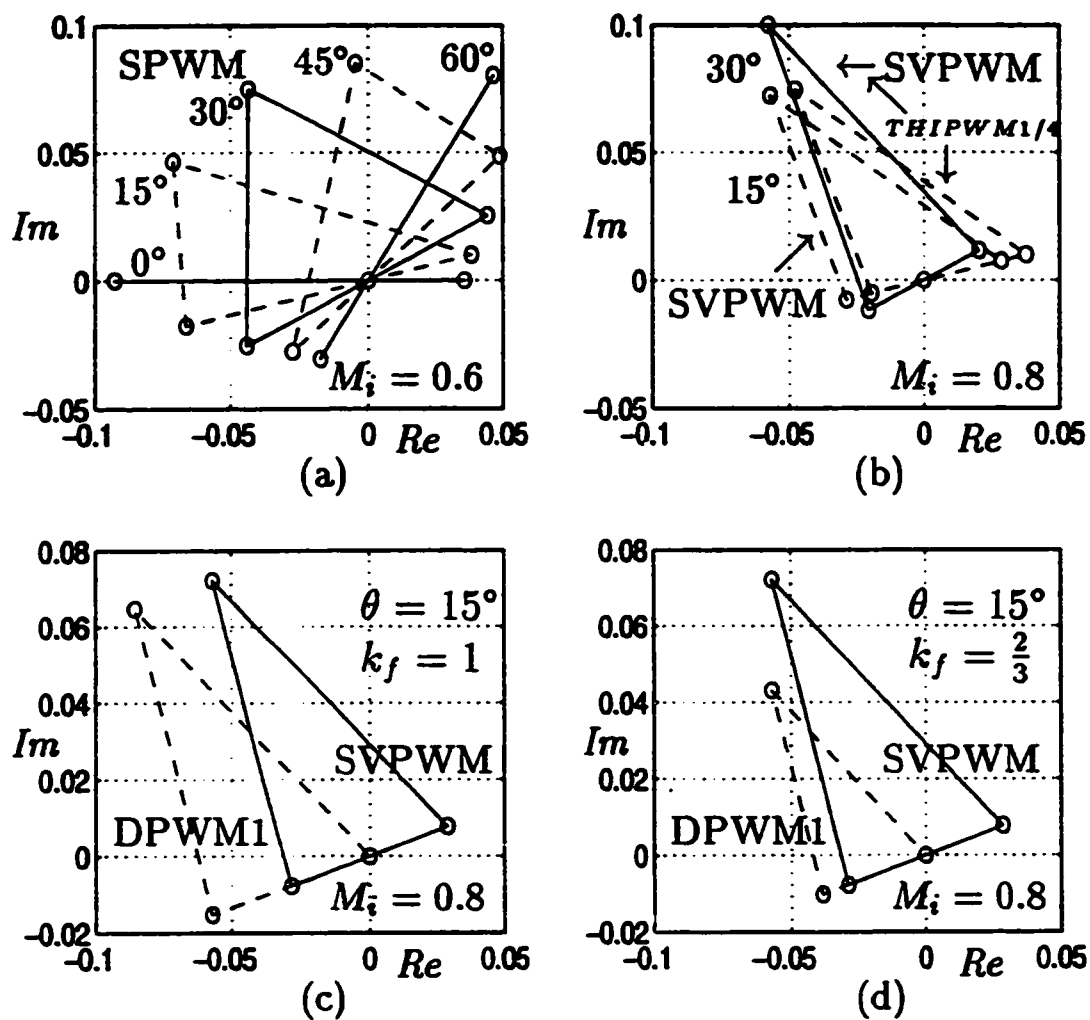 0.1
SPWM
45°
60°
30°
0.05
15°
Im
0°
0
M_i = 0.6
-0.05
-0.1
-0.05
0
Re
0.05
(a)
0.1
30°
←SVPWM
THIPWM1/4
0.05
15°
Im
0
SVPWM
M_i = 0.8
-0.05
-0.1
-0.05
0
Re
0.05
(b)
0.08
θ = 15°
0.06
k_f = 1
0.04
Im
0.02
SVPWM
DPWM1
0
M_i = 0.8
-0.02
-0.1
-0.05
0
Re
0.05
(c)
0.08
θ = 15°
0.06
k_f = 2/3
0.04
Im
0.02
SVPWM
DPWM1
0
M_i = 0.8
-0.02
-0.1
-0.05
0
Re
0.05
(d)